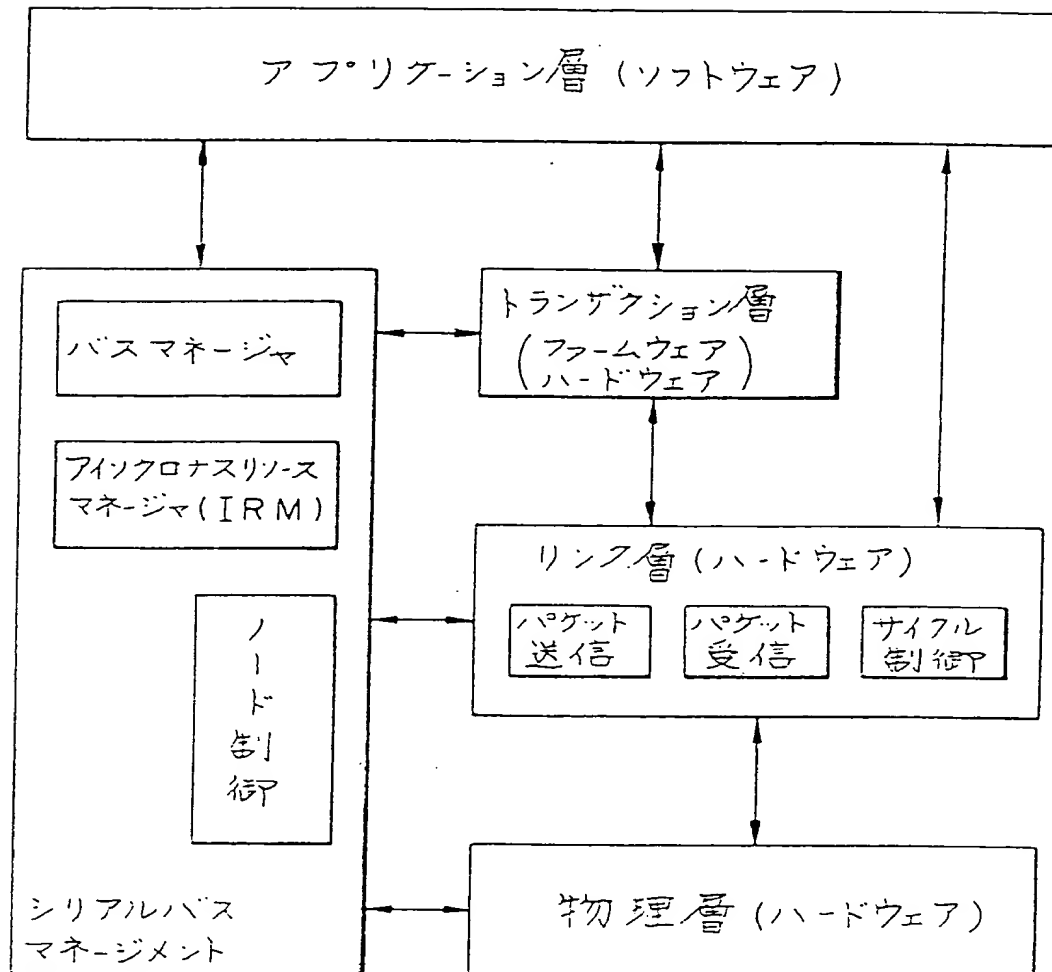 アプリケーション層(ソフトウェア)
バスマネージャ
アイソクロナスリソース
マネージャ(IRM)
ノード制御
シリアルバス
マネージメント
トランザクション層
(ファームウェア
ハードウェア)
リンク層(ハードウェア)
パケット
送信
パケット
受信
サイクル
制御
物理層(ハードウェア)